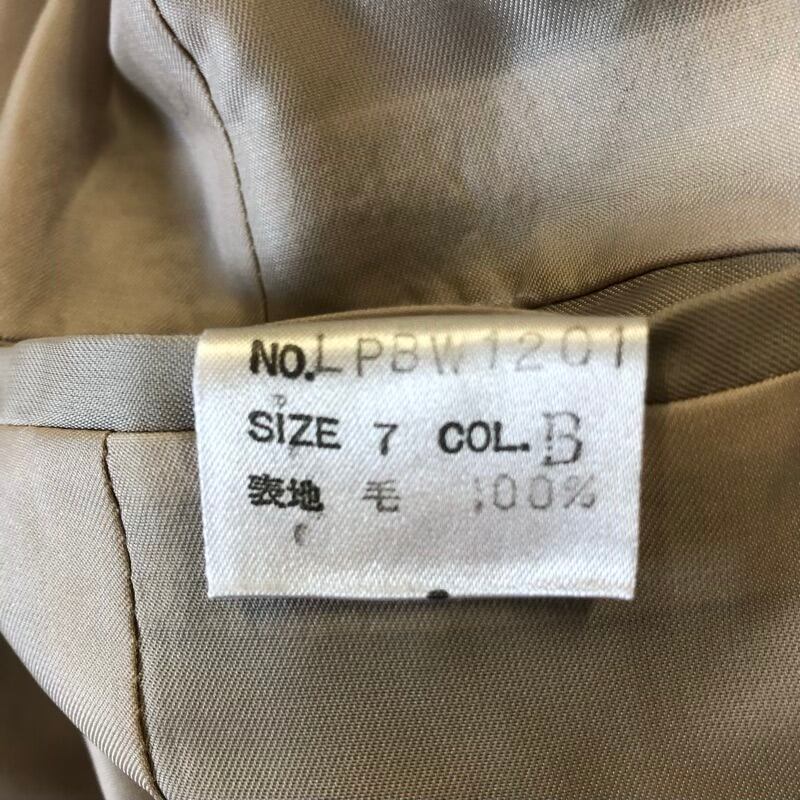 NO.LPBW1201
SIZE 7 COL.B
表地 毛 100%